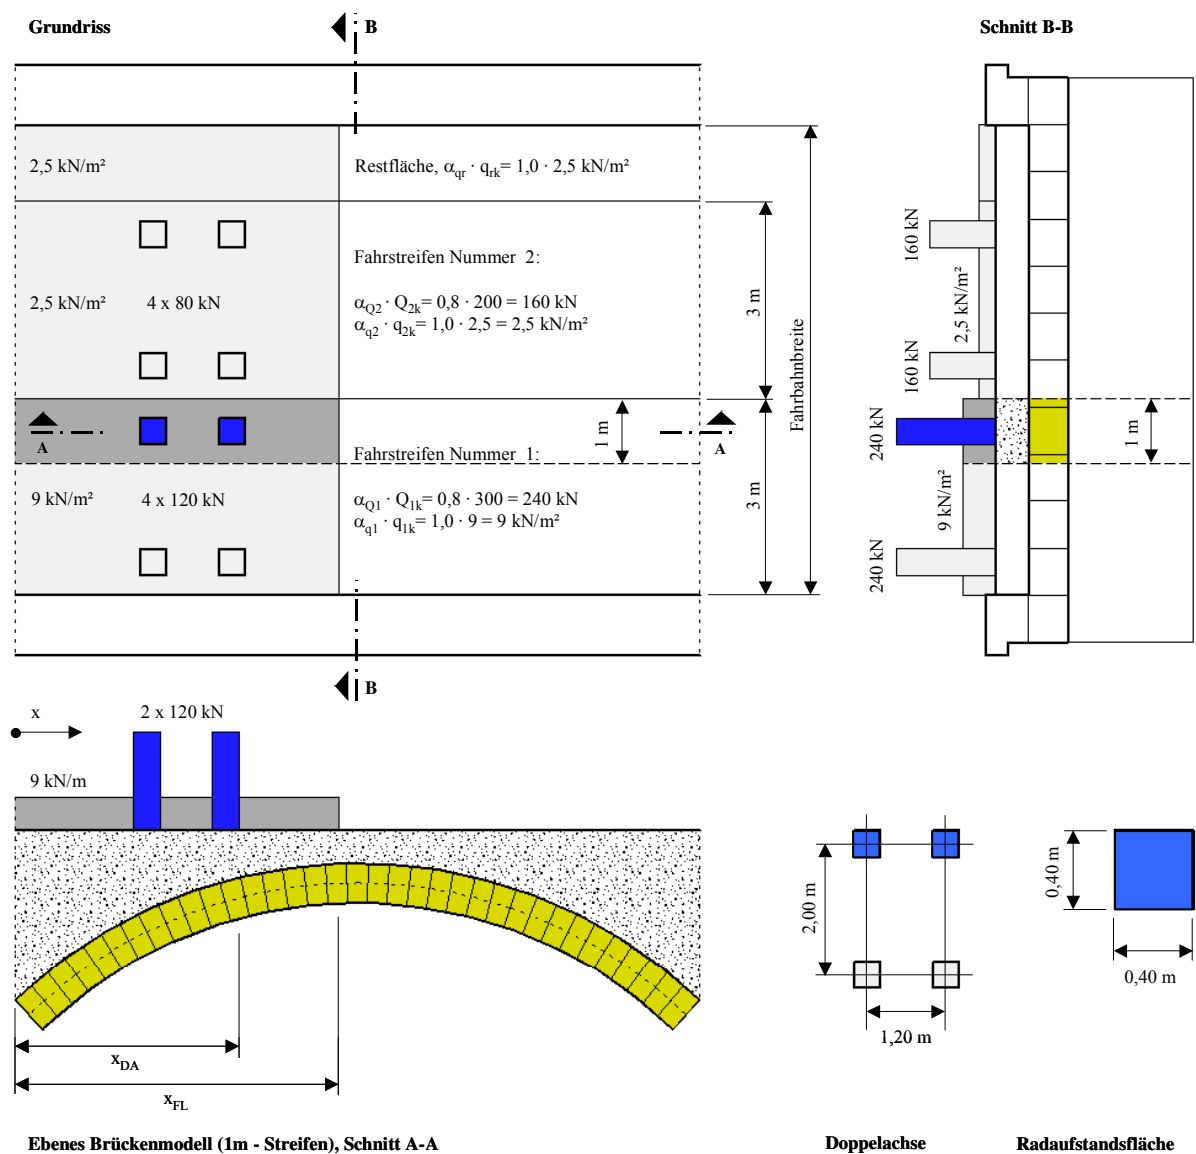 Grundriss
B
Schnitt B-B
2,5 kN/m²
Restfläche, αqr · qrk= 1,0 · 2,5 kN/m²
Fahrstreifen Nummer 2:
2,5 kN/m²
4 x 80 kN
αQ2 · Q2k= 0,8 · 200 = 160 kN
αq2 · q2k= 1,0 · 2,5 = 2,5 kN/m²
3 m
Fahrbahnbreite
160 kN
2,5 kN/m²
160 kN
A
1 m
A
240 kN
1 m
Fahrstreifen Nummer 1:
9 kN/m²
4 x 120 kN
αQ1 · Q1k= 0,8 · 300 = 240 kN
αq1 · q1k= 1,0 · 9 = 9 kN/m²
3 m
9 kN/m²
240 kN
B
x
2 x 120 kN
9 kN/m
2,00 m
0,40 m
0,40 m
1,20 m
xDA
xFL
Ebenes Brückenmodell (1m - Streifen), Schnitt A-A
Doppelachse
Radaufstandsfläche